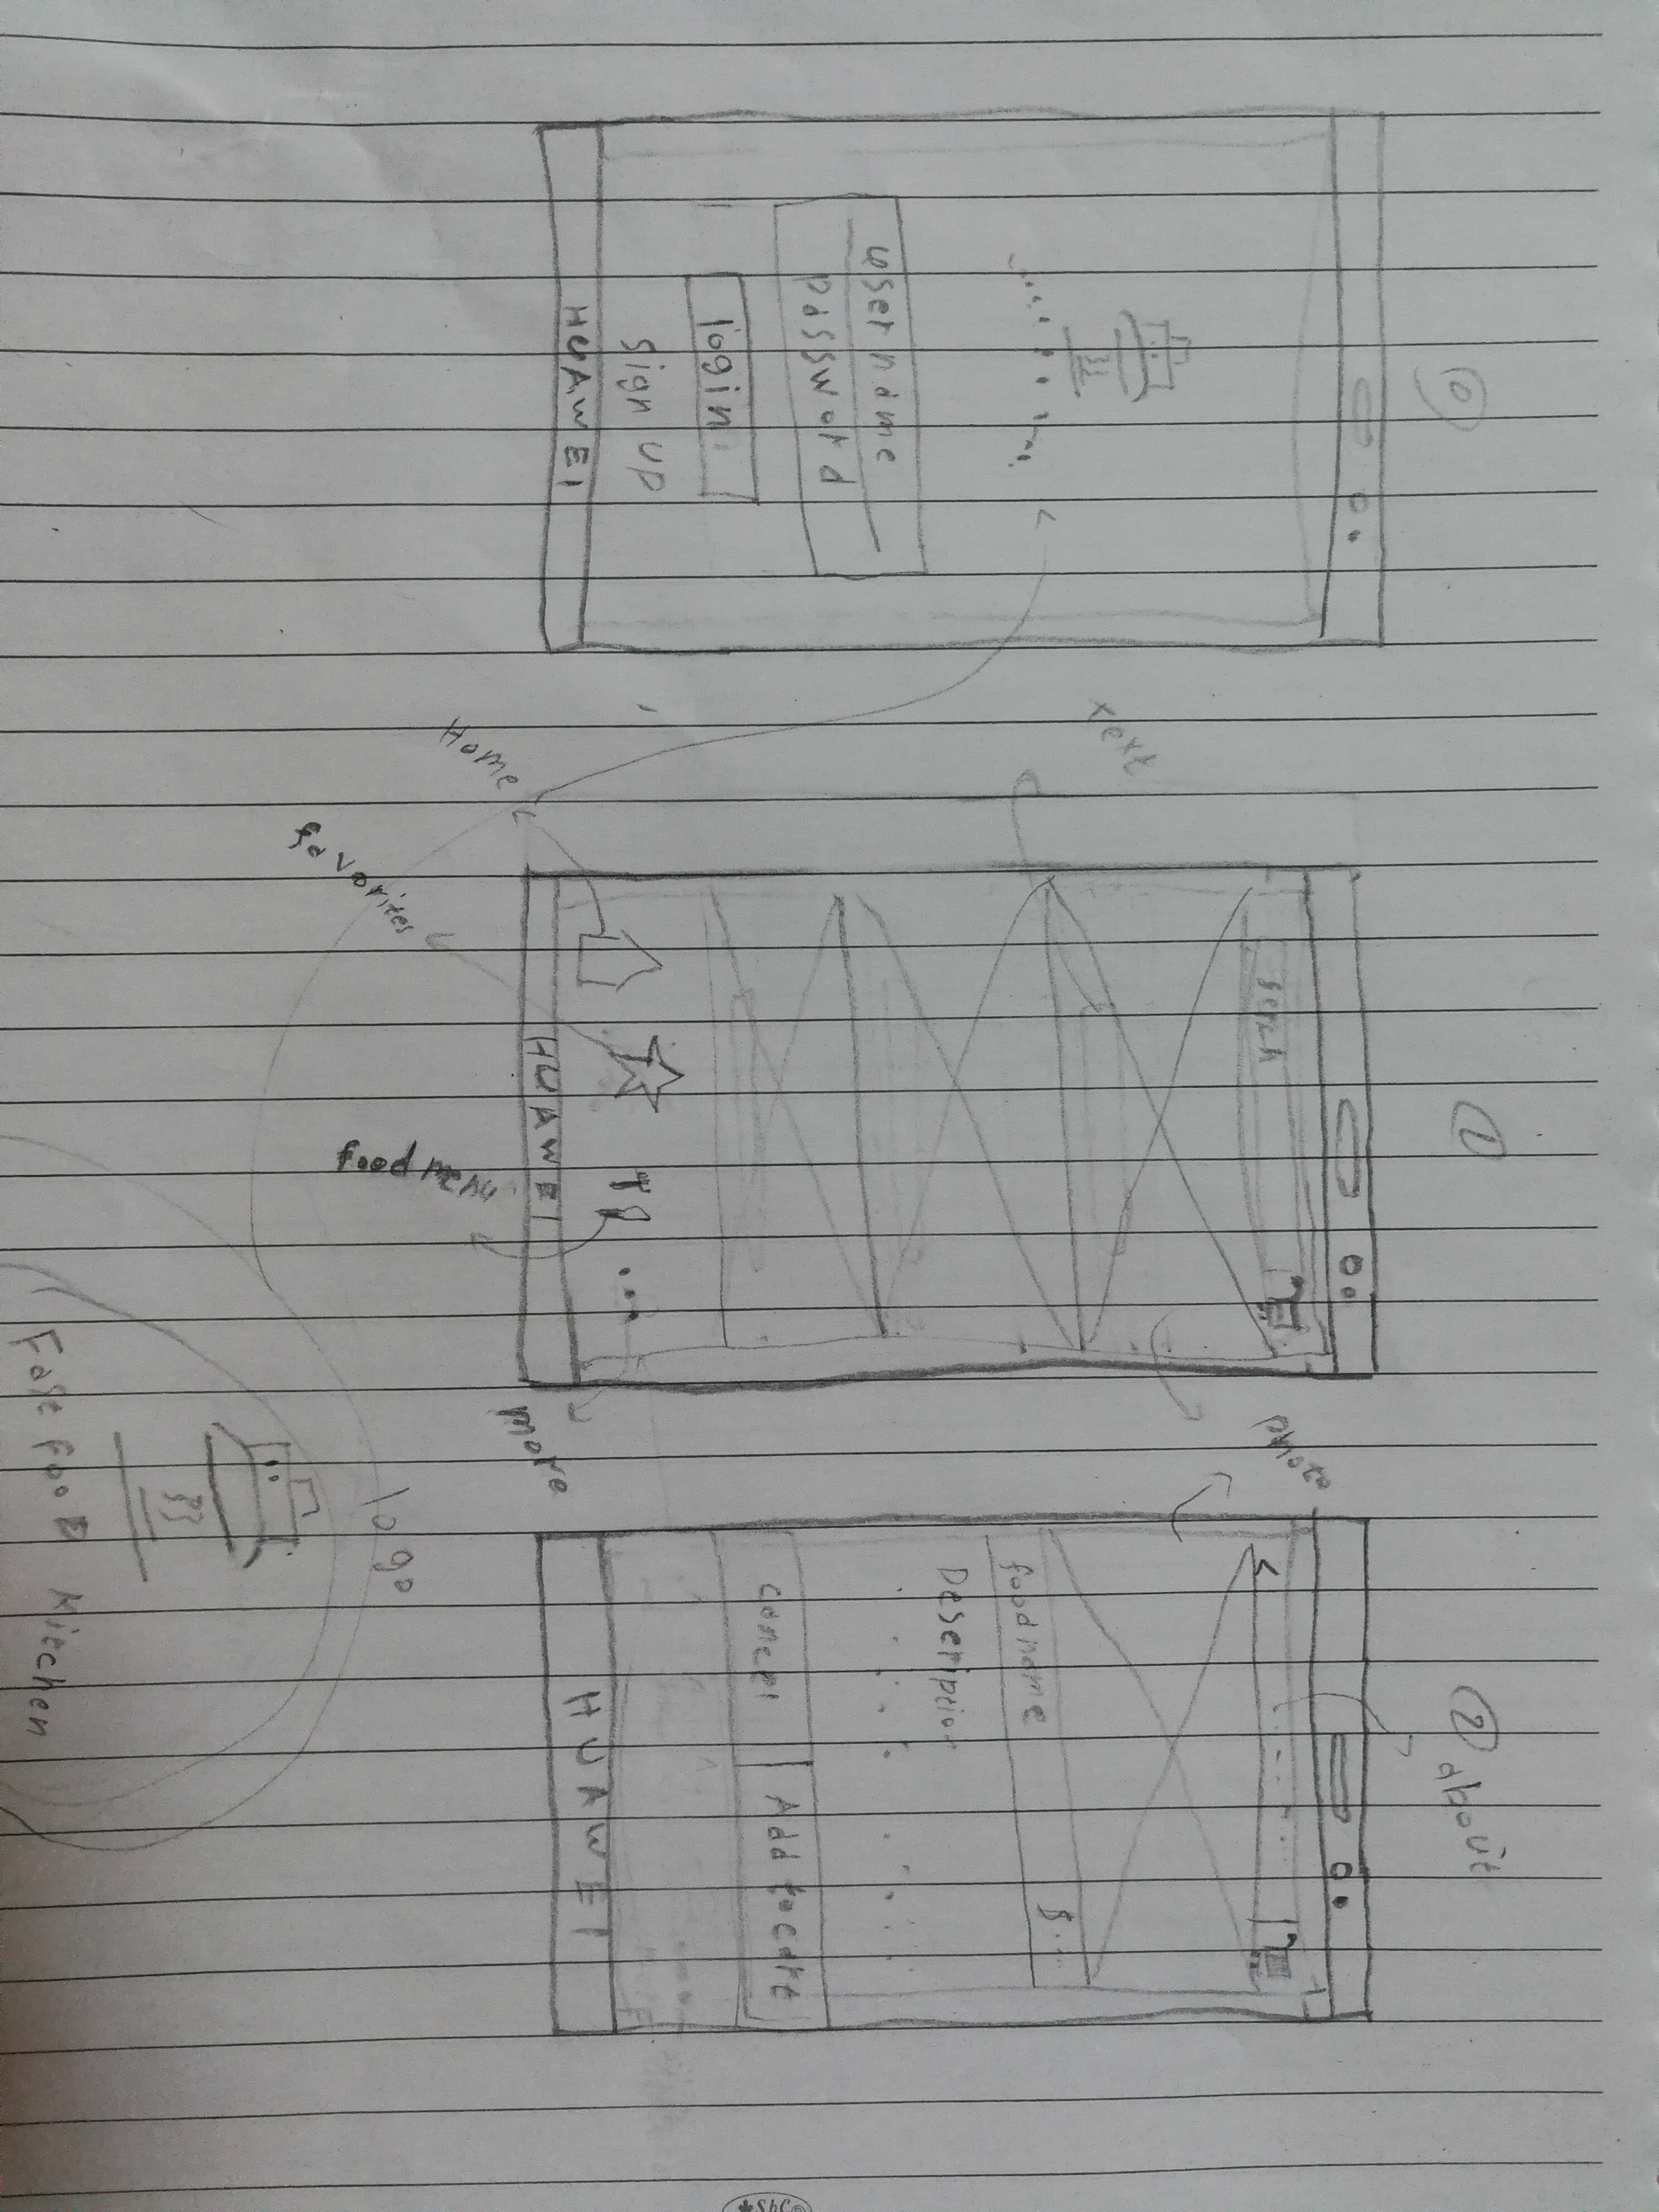 0
username
password
login
sign up
HUAWEI
1
text
serch
photo
Home
favorites
food menu
more
HUAWEI
2
about
food name
$...
Description
Add to cart
HUAWEI
logo
Fast fooD Kitchen
SbC